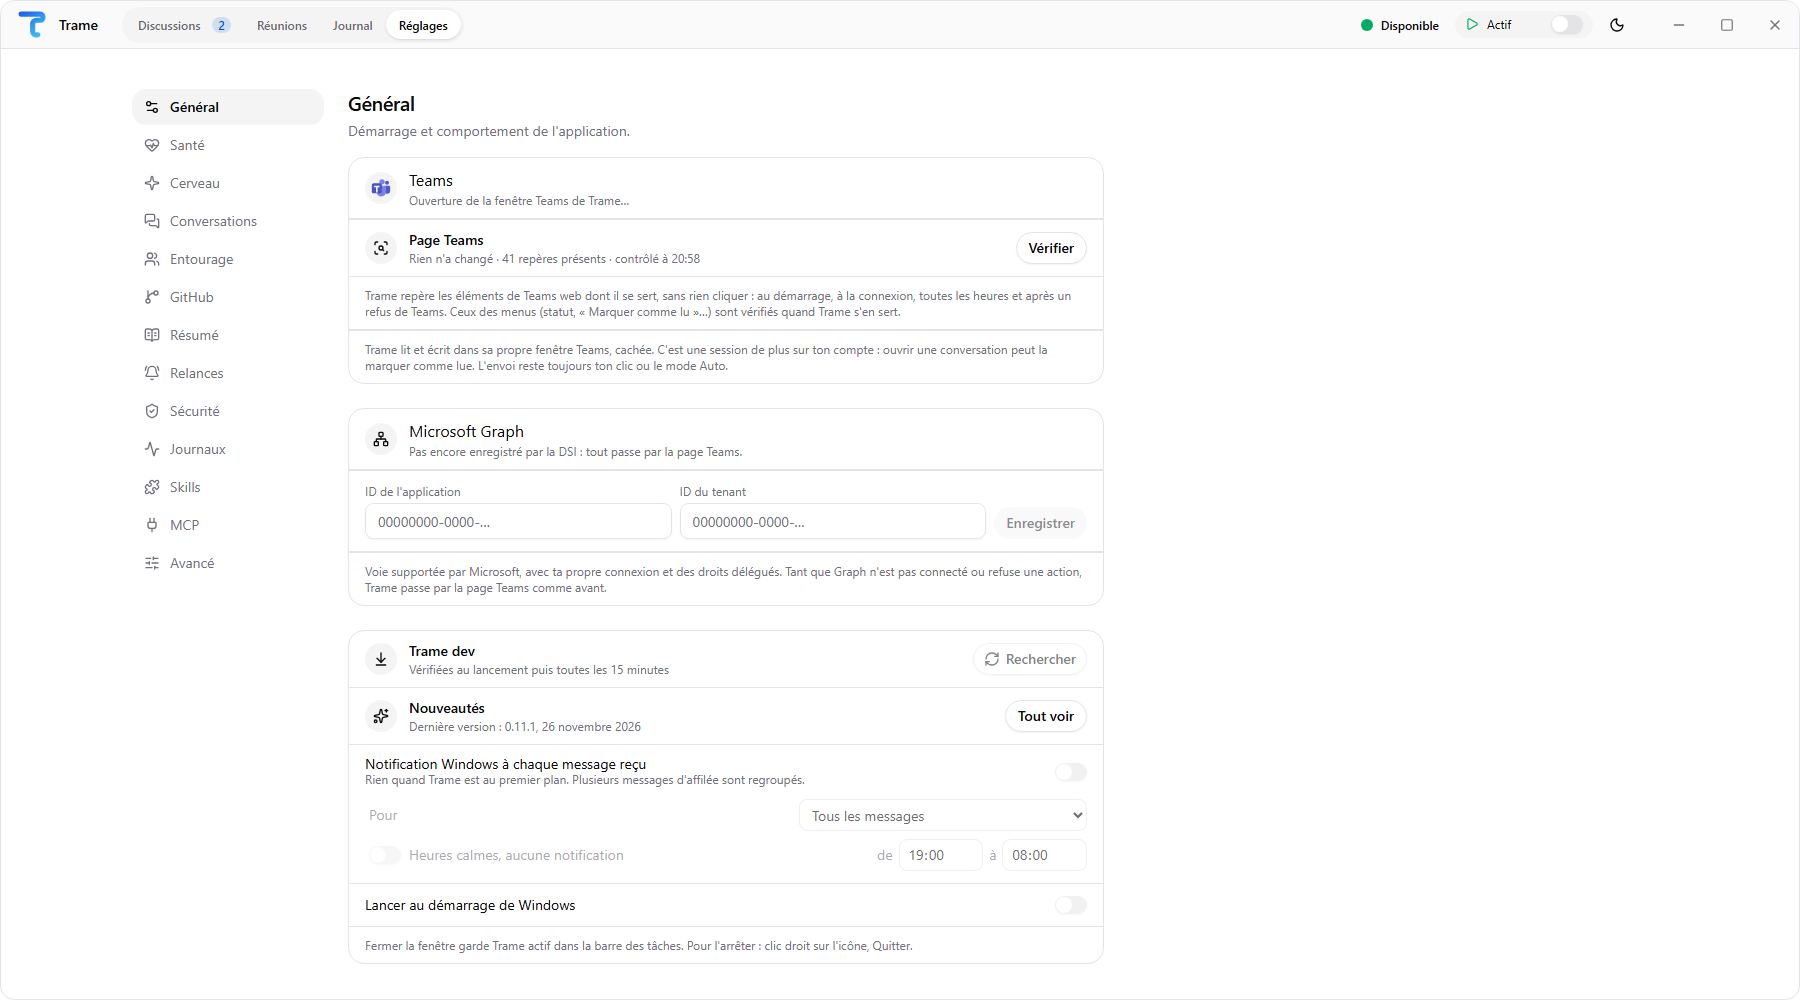 Trame
Discussions 2
Réunions
Journal
Réglages
Disponible
Actif
Général
Santé
Cerveau
Conversations
Entourage
GitHub
Résumé
Relances
Sécurité
Journaux
Skills
MCP
Avancé
Général
Démarrage et comportement de l'application.
Teams
Ouverture de la fenêtre Teams de Trame...
Page Teams
Rien n'a changé · 41 repères présents · contrôlé à 20:58
Vérifier
Trame repère les éléments de Teams web dont il se sert, sans rien cliquer : au démarrage, à la connexion, toutes les heures et après un
refus de Teams. Ceux des menus (statut, « Marquer comme lu »...) sont vérifiés quand Trame s'en sert.
Trame lit et écrit dans sa propre fenêtre Teams, cachée. C'est une session de plus sur ton compte : ouvrir une conversation peut la
marquer comme lue. L'envoi reste toujours ton clic ou le mode Auto.
Microsoft Graph
Pas encore enregistré par la DSI : tout passe par la page Teams.
ID de l'application
ID du tenant
00000000-0000-...
00000000-0000-...
Enregistrer
Voie supportée par Microsoft, avec ta propre connexion et des droits délégués. Tant que Graph n'est pas connecté ou refuse une action,
Trame passe par la page Teams comme avant.
Trame dev
Vérifiées au lancement puis toutes les 15 minutes
Rechercher
Nouveautés
Dernière version : 0.11.1, 26 novembre 2026
Tout voir
Notification Windows à chaque message reçu
Rien quand Trame est au premier plan. Plusieurs messages d'affilée sont regroupés.
Pour
Tous les messages
Heures calmes, aucune notification
de 19:00 à 08:00
Lancer au démarrage de Windows
Fermer la fenêtre garde Trame actif dans la barre des tâches. Pour l'arrêter : clic droit sur l'icône, Quitter.